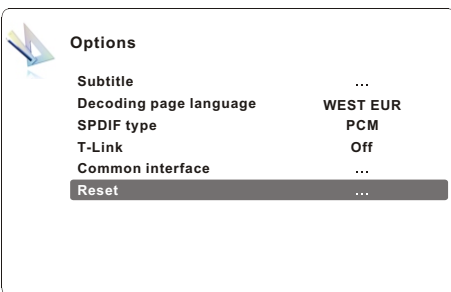 Options
Subtitle ...
Decoding page language WEST EUR
SPDIF type PCM
T-Link Off
Common interface ...
Reset ...